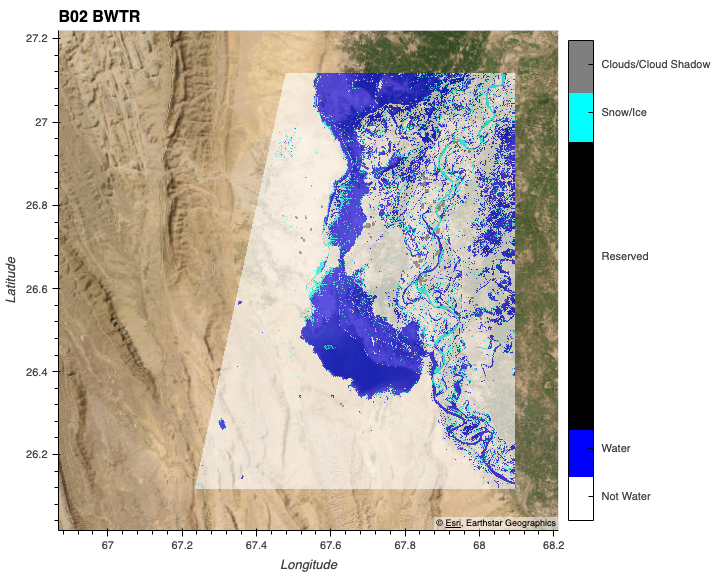 B02 BWTR
27.2
27
26.8
26.6
26.4
26.2
Latitude
67
67.2
67.4
67.6
67.8
68
68.2
Longitude
Clouds/Cloud Shadow
Snow/Ice
Reserved
Water
Not Water
© Esri, Earthstar Geographics